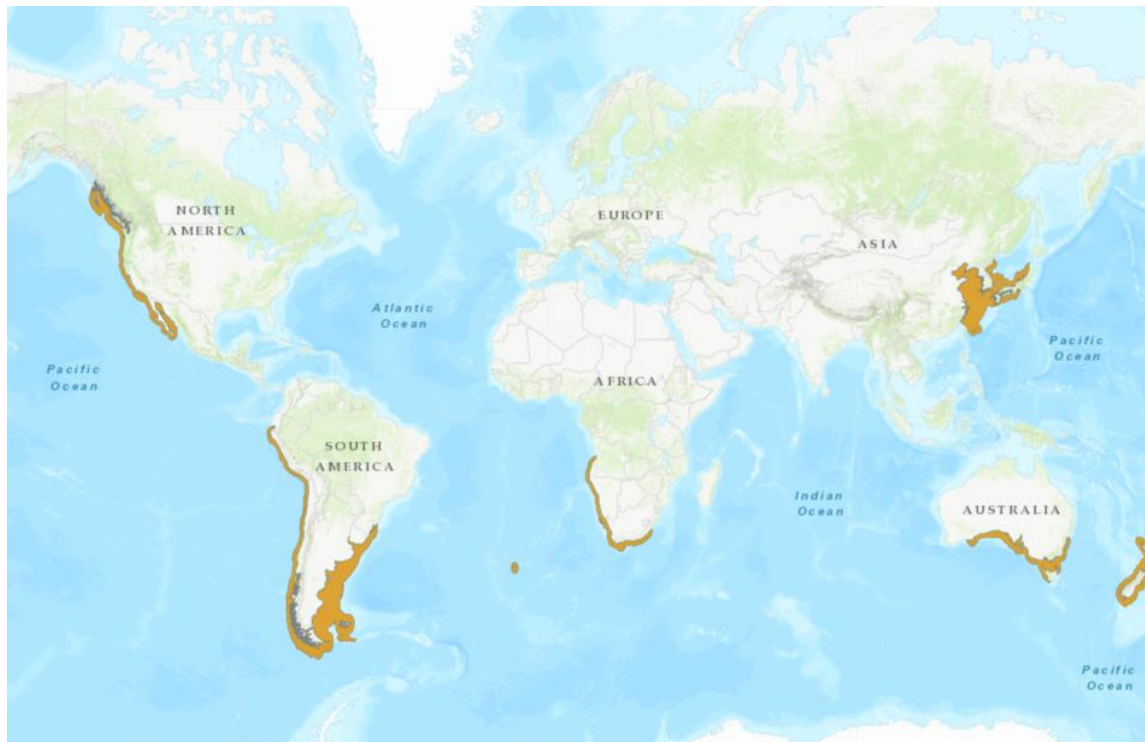 NORTH
AMERICA
EUROPE
ASIA
Atlantic
Ocean
Pacific
Ocean
Pacific
Ocean
AFRICA
SOUTH
AMERICA
Indian
Ocean
AUSTRALIA
Pacific
Ocean